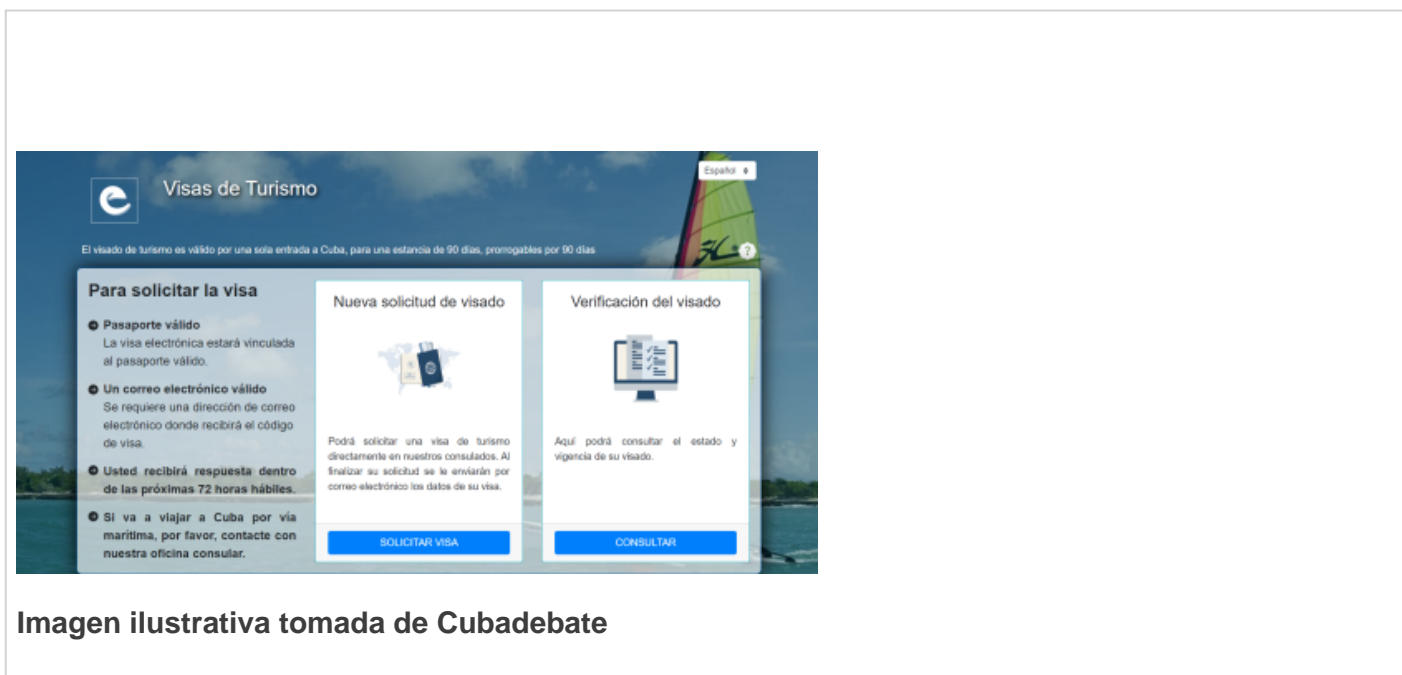 Visas de Turismo
Español
El visado de turismo es válido por una sola entrada a Cuba, para una estancia de 90 días, prorrogables por 90 días
?
Para solicitar la visa
Pasaporte válido
La visa electrónica estará vinculada
al pasaporte válido.
Un correo electrónico válido
Se requiere una dirección de correo
electrónico donde recibirá el código
de visa.
Usted recibirá respuesta dentro
de las próximas 72 horas hábiles.
Si va a viajar a Cuba por vía
marítima, por favor, contacte con
nuestra oficina consular.
Nueva solicitud de visado
Podrá solicitar una visa de turismo
directamente en nuestros consulados. Al
finalizar su solicitud se le enviarán por
correo electrónico los datos de su visa.
SOLICITAR VISA
Verificación del visado
Aquí podrá consultar el estado y
vigencia de su visado.
CONSULTAR
Imagen ilustrativa tomada de Cubadebate